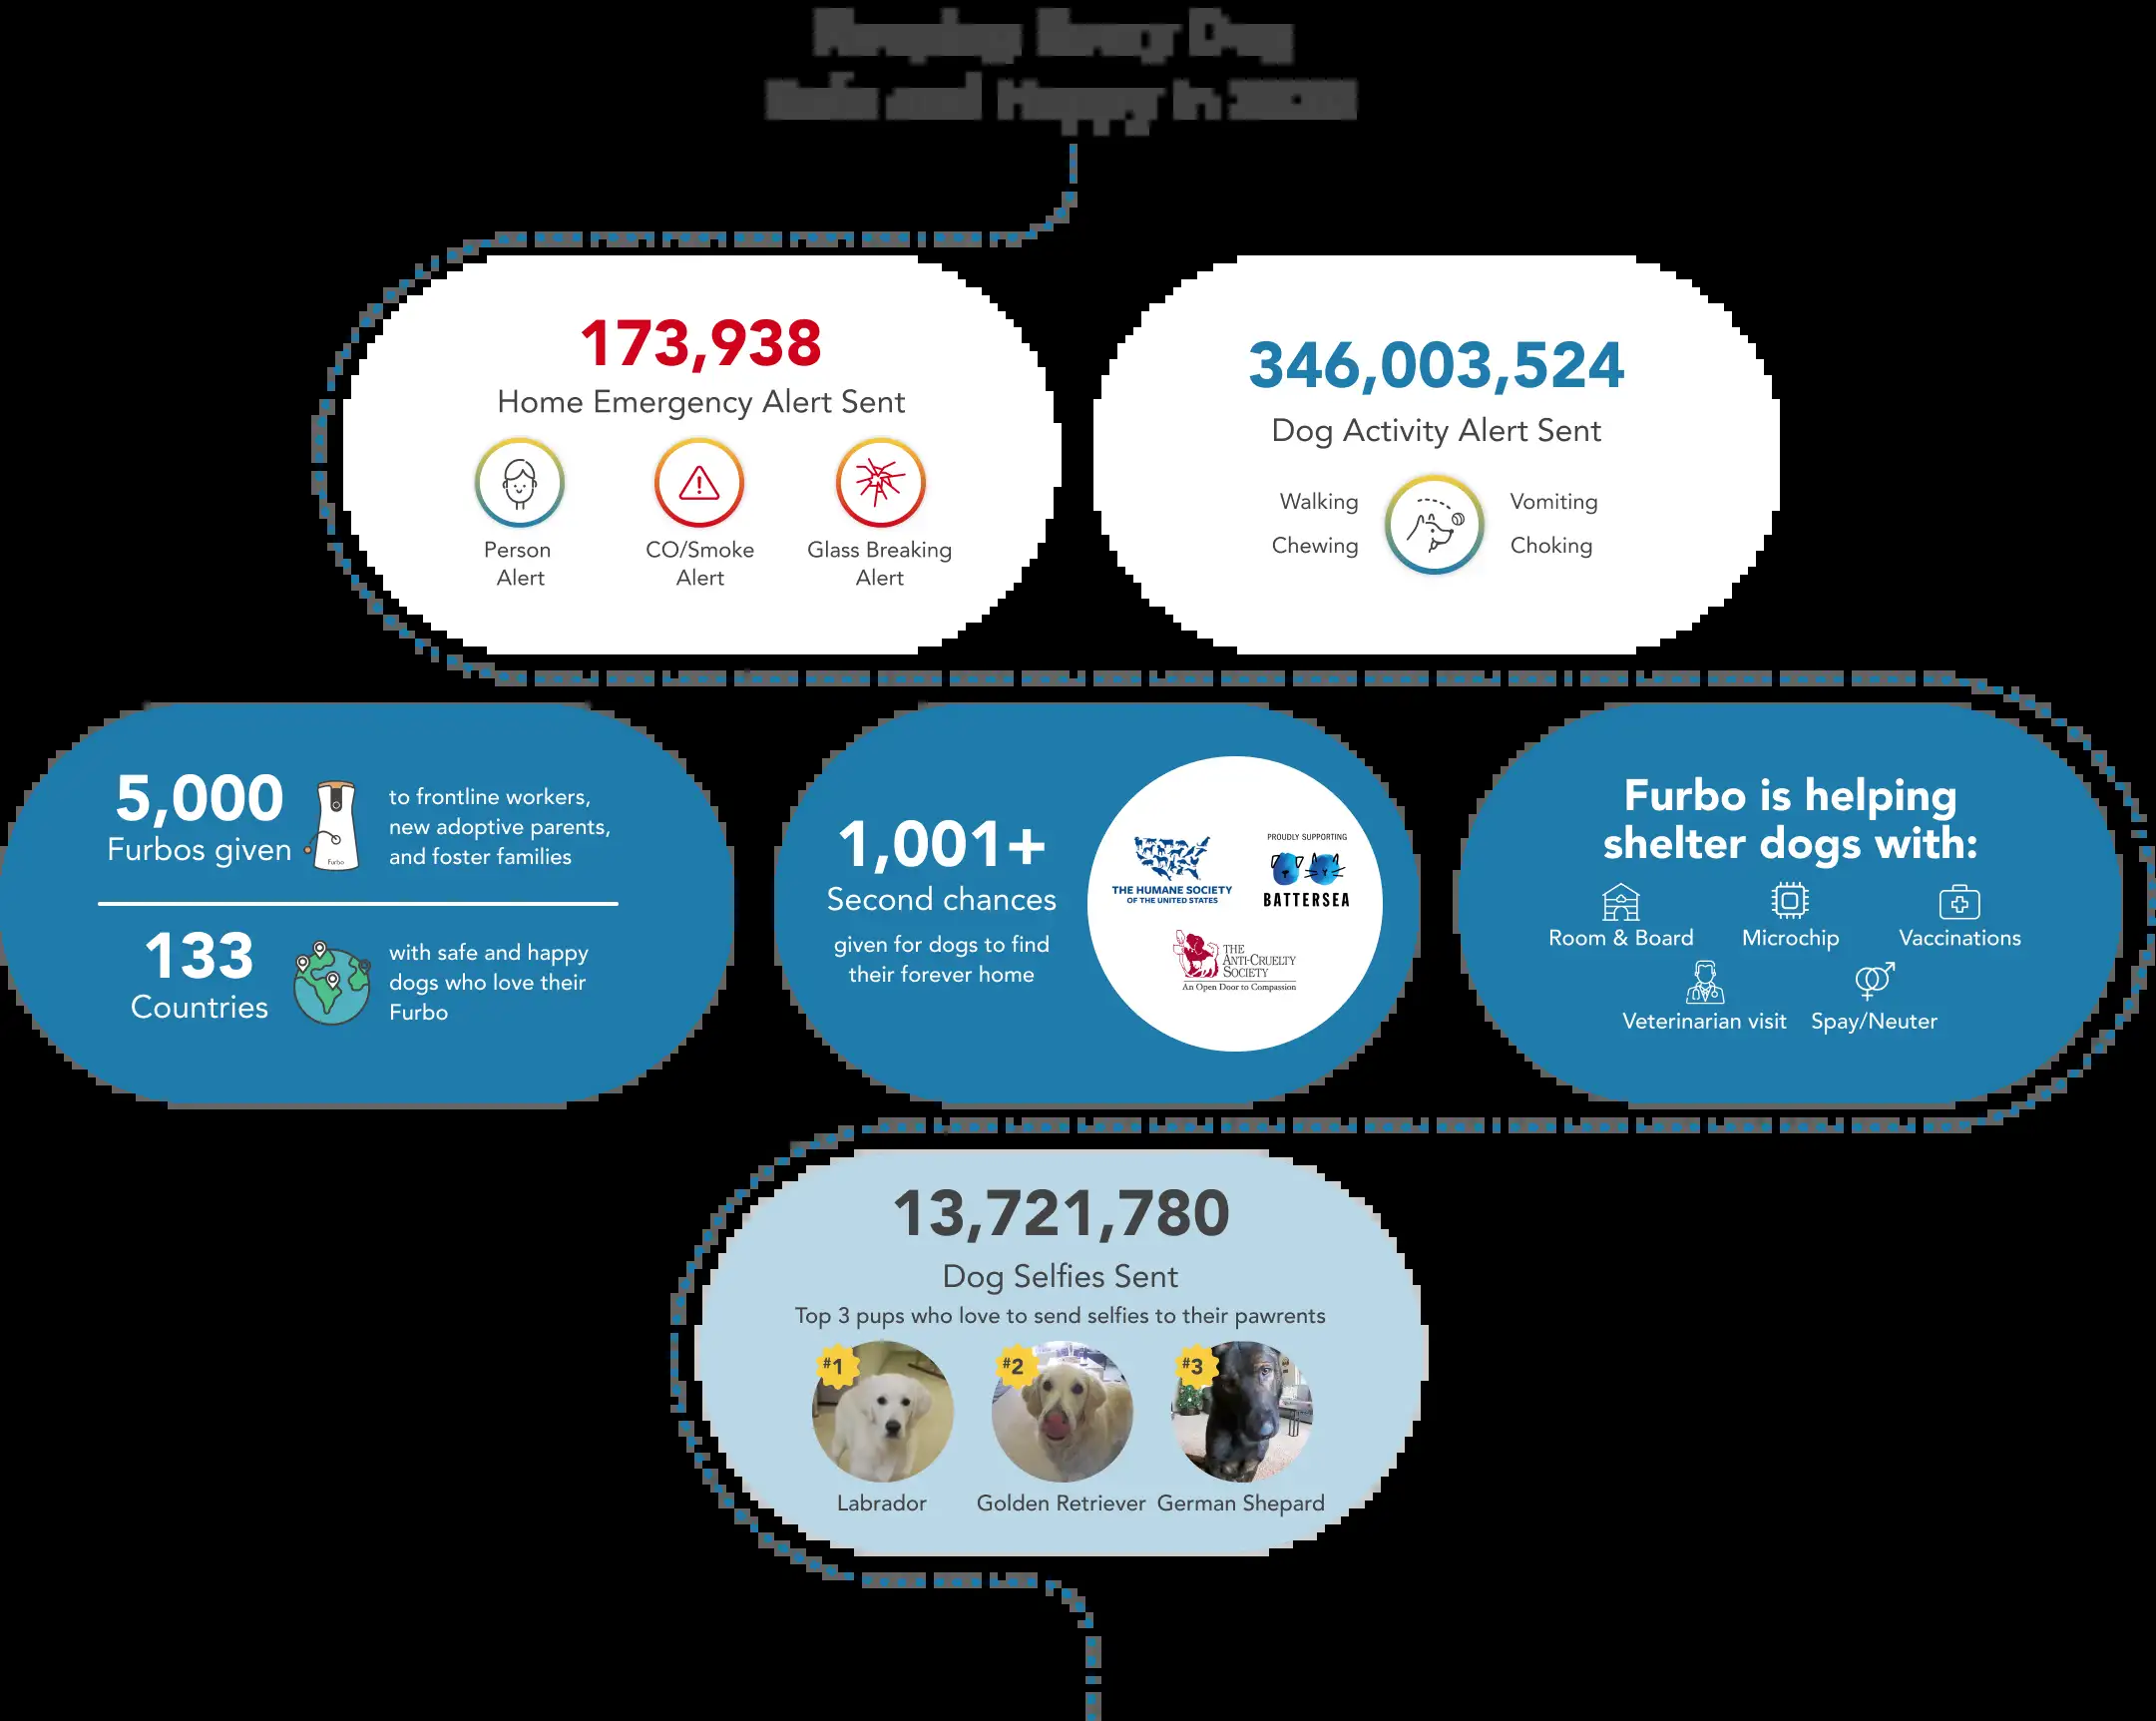 Keeping Every Dog
Safe and Happy in
173,938
Home Emergency Alert Sent
Person
Alert
CO/Smoke
Alert
Glass Breaking
Alert
346,003,524
Dog Activity Alert Sent
Walking
Chewing
Vomiting
Choking
5,000
Furbos given
Furbo
to frontline workers,
new adoptive parents,
and foster families
133
Countries
with safe and happy
dogs who love their
Furbo
1,001+
Second chances
given for dogs to find
their forever home
THE HUMANE SOCIETY
OF THE UNITED STATES
PROUDLY SUPPORTING
BATTERSEA
THE
ANTI-CRUELTY
SOCIETY
An Open Door to Compassion
Furbo is helping
shelter dogs with:
Room & Board
Microchip
Vaccinations
Veterinarian visit
Spay/Neuter
13,721,780
Dog Selfies Sent
Top 3 pups who love to send selfies to their pawrents
#1
#2
#3
Labrador
Golden Retriever
German Shepard